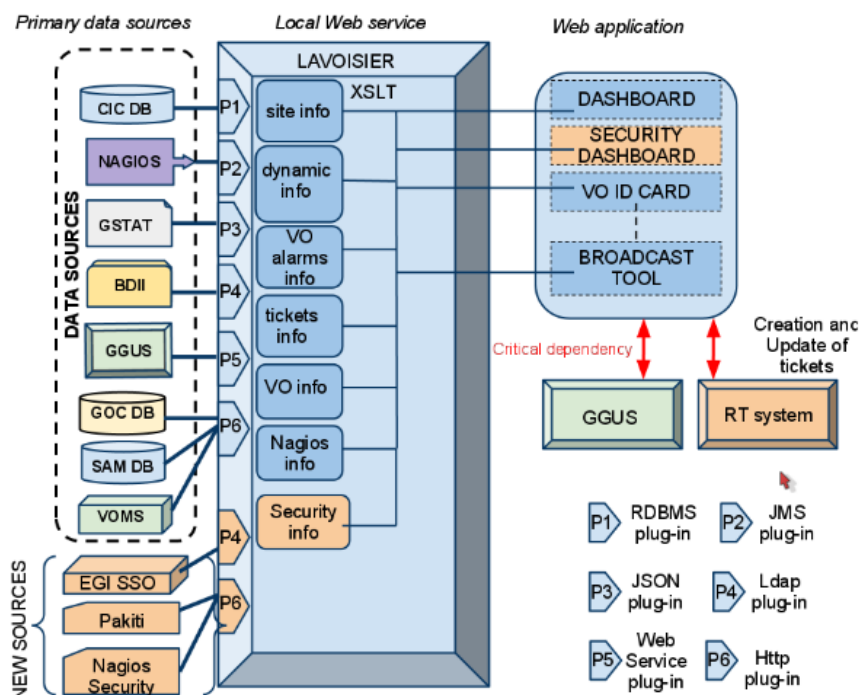 Primary data sources
Local Web service
Web application
DATA SOURCES
CIC DB
NAGIOS
GSTAT
BDII
GGUS
GOC DB
SAM DB
VOMS
NEW SOURCES
EGI SSO
Pakiti
Nagios
Security
P1
P2
P3
P4
P5
P6
P4
P6
LAVOISIER
XSLT
site info
dynamic
info
VO
alarms
info
tickets
info
VO info
Nagios
info
Security
info
DASHBOARD
SECURITY
DASHBOARD
VO ID CARD
BROADCAST
TOOL
Critical dependency
Creation and
Update of
tickets
GGUS
RT system
P1 RDBMS
plug-in
P2 JMS
plug-in
P3 JSON
plug-in
P4 Ldap
plug-in
P5 Web
Service
plug-in
P6 Http
plug-in